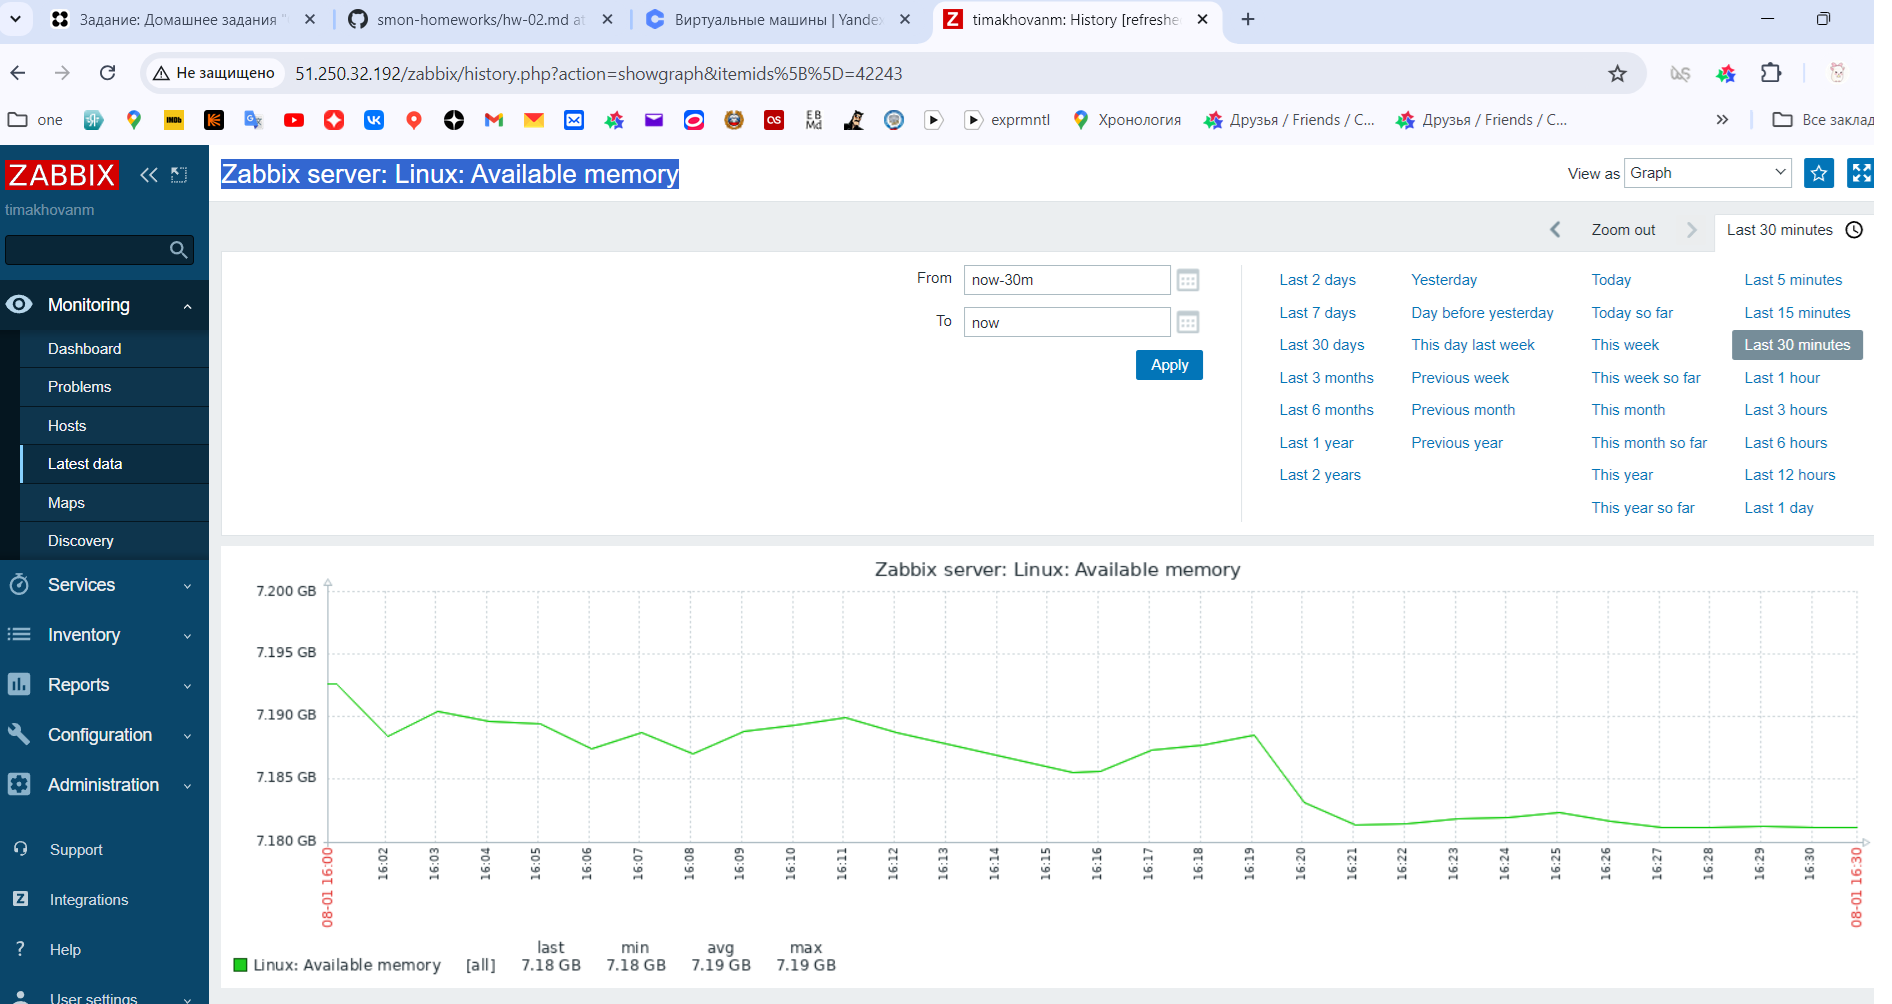 Задание: Домашнее задания "
smon-homeworks/hw-02.md at
Виртуальные машины | Yandex
timakhovanm: History [refreshe
Не защищено
51.250.32.192/zabbix/history.php?action=showgraph&itemids%5B%5D=42243
one
exprmntl
Хронология
Друзья / Friends / C...
Друзья / Friends / C...
Все заклад
ZABBIX
timakhovanm
Monitoring
Dashboard
Problems
Hosts
Latest data
Maps
Discovery
Services
Inventory
Reports
Configuration
Administration
Support
Integrations
Help
User settings
Zabbix server: Linux: Available memory
View as
Graph
Zoom out
Last 30 minutes
From
now-30m
To
now
Apply
Last 2 days
Last 7 days
Last 30 days
Last 3 months
Last 6 months
Last 1 year
Last 2 years
Yesterday
Day before yesterday
This day last week
Previous week
Previous month
Previous year
Today
Today so far
This week
This week so far
This month
This month so far
This year
This year so far
Last 5 minutes
Last 15 minutes
Last 30 minutes
Last 1 hour
Last 3 hours
Last 6 hours
Last 12 hours
Last 1 day
Zabbix server: Linux: Available memory
7.200 GB
7.195 GB
7.190 GB
7.185 GB
7.180 GB
08-01 16:00
16:02
16:03
16:04
16:05
16:06
16:07
16:08
16:09
16:10
16:11
16:12
16:13
16:14
16:15
16:16
16:17
16:18
16:19
16:20
16:21
16:22
16:23
16:24
16:25
16:26
16:27
16:28
16:29
16:30
08-01 16:30
last min avg max
Linux: Available memory [all] 7.18 GB 7.18 GB 7.19 GB 7.19 GB